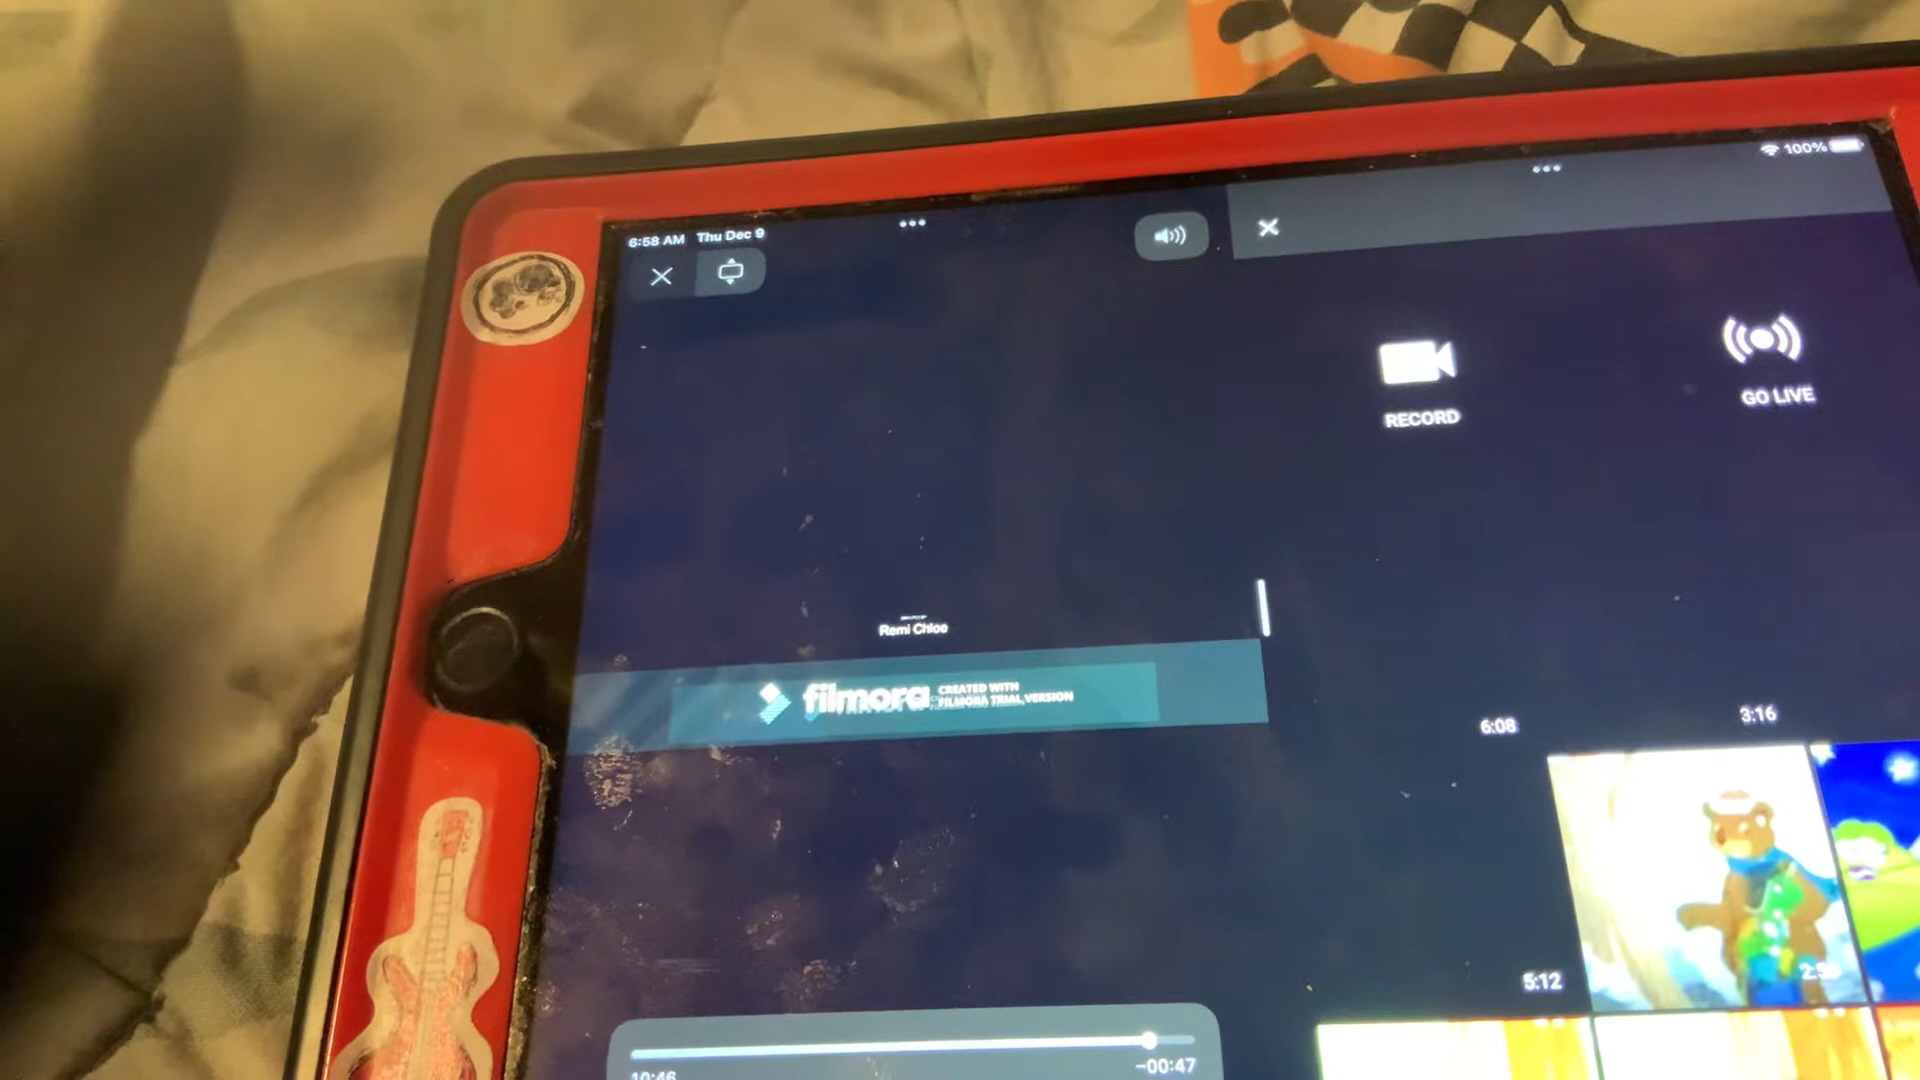 6:58 AM Thu Dec 9
100%
RECORD
GO LIVE
Remi Chloe
filmora
CREATED WITH
FILMORA TRIAL VERSION
6:08
3:16
5:12
10:46
-00:47